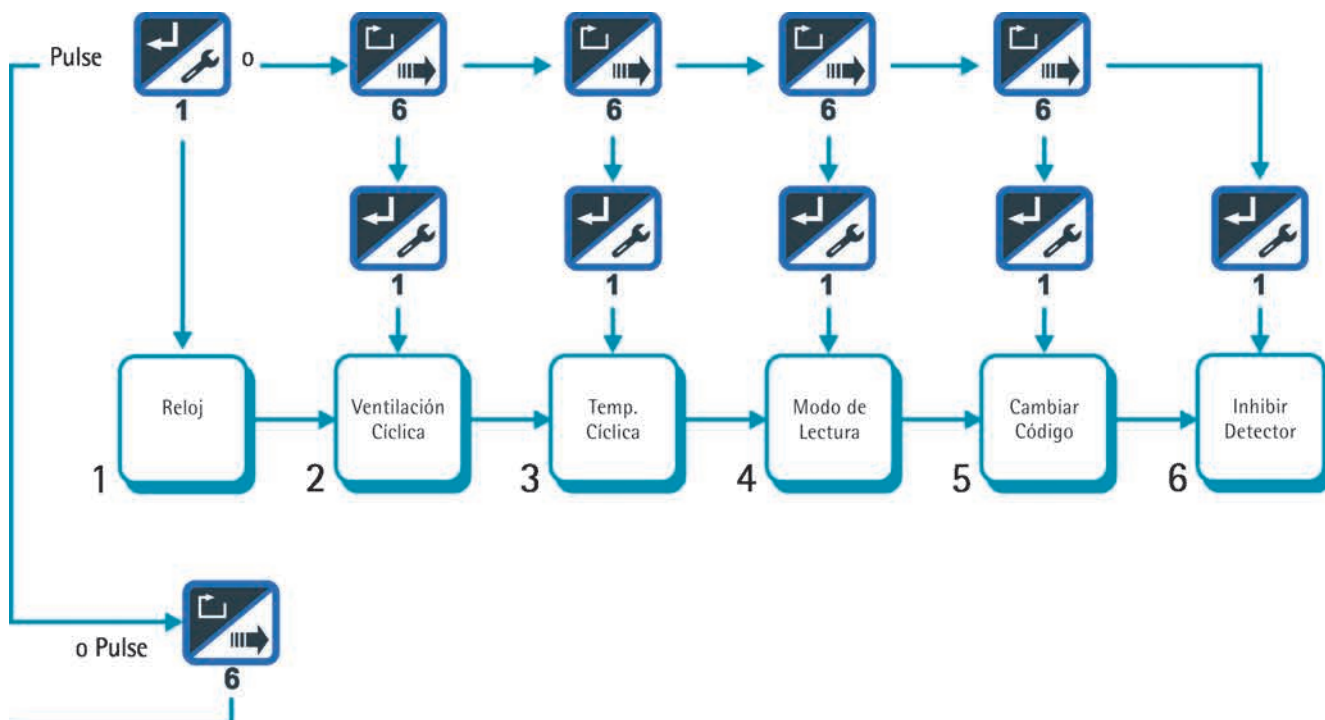 Pulse
o
1
6
6
6
6
1
1
1
1
1
Reloj
Ventilación
Cíclica
Temp.
Cíclica
Modo de
Lectura
Cambiar
Código
Inhibir
Detector
1
2
3
4
5
6
o Pulse
6